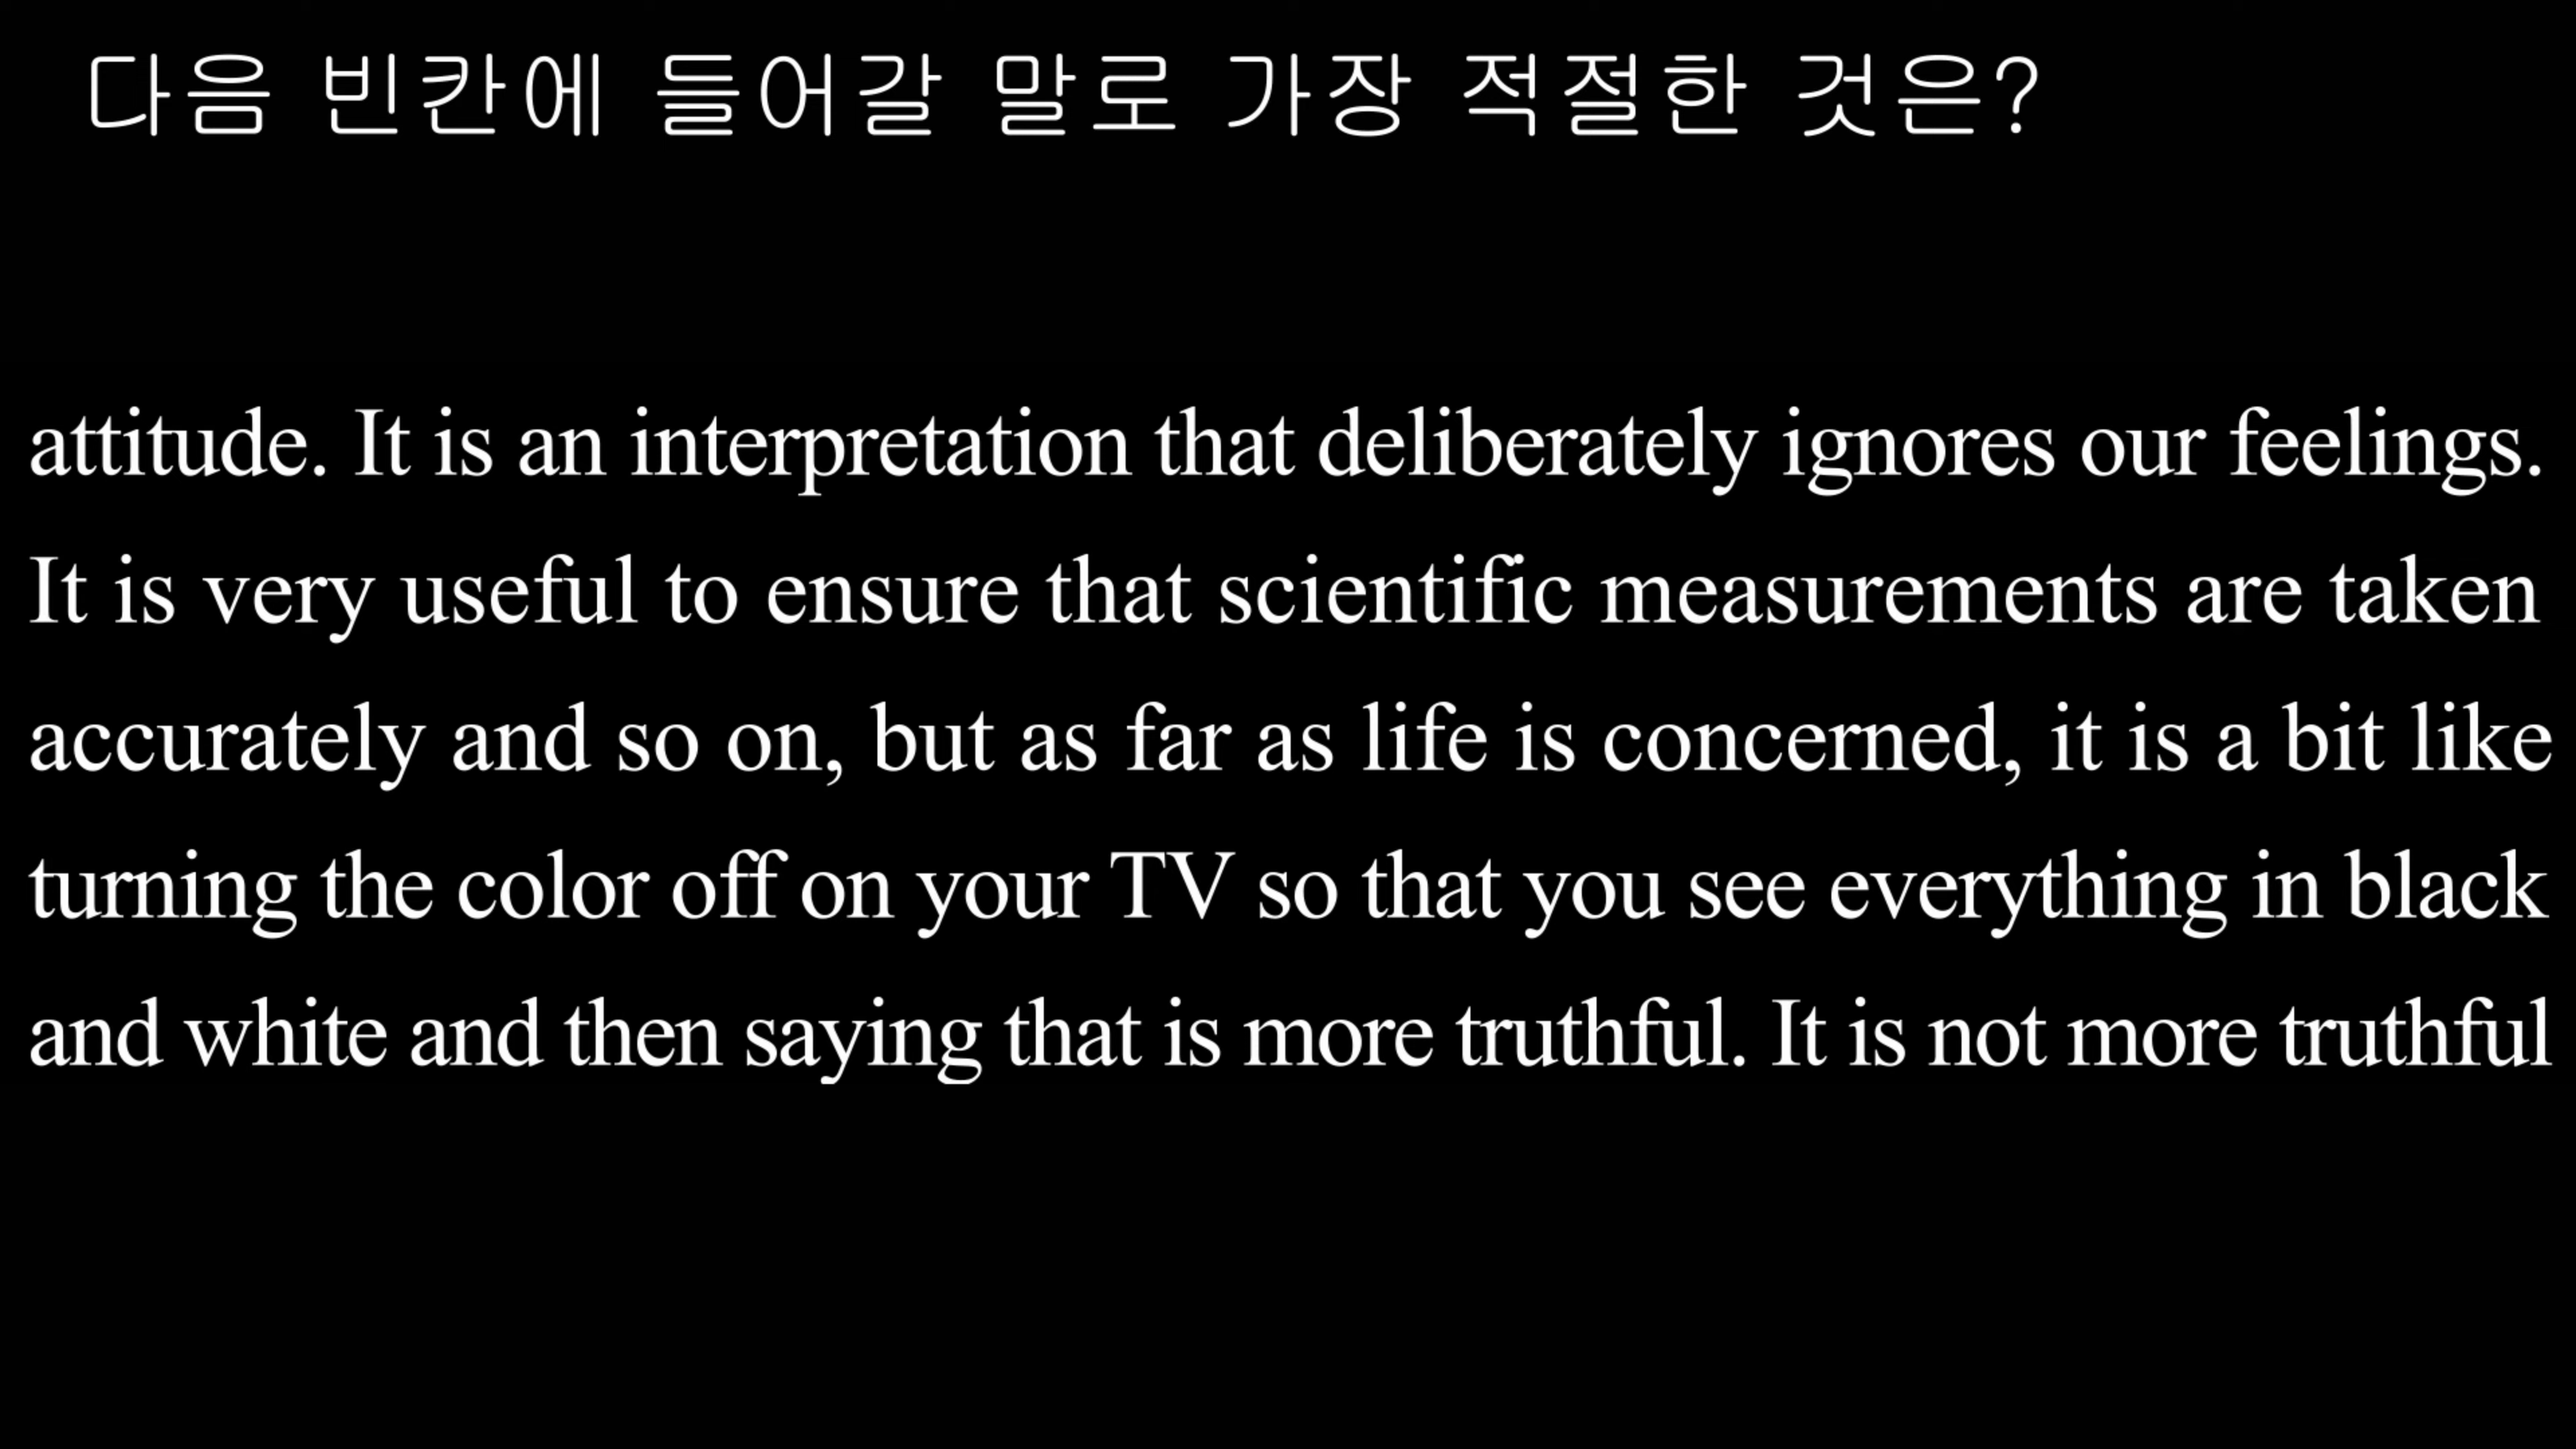 다음 빈칸에 들어갈 말로 가장 적절한 것은?
attitude. It is an interpretation that deliberately ignores our feelings.
It is very useful to ensure that scientific measurements are taken
accurately and so on, but as far as life is concerned, it is a bit like
turning the color off on your TV so that you see everything in black
and white and then saying that is more truthful. It is not more truthful